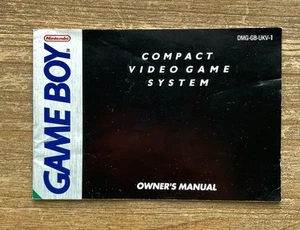 Nintendo
GAME BOY
DMG-GB-UKV-1
COMPACT
VIDEO GAME
SYSTEM
OWNER'S MANUAL